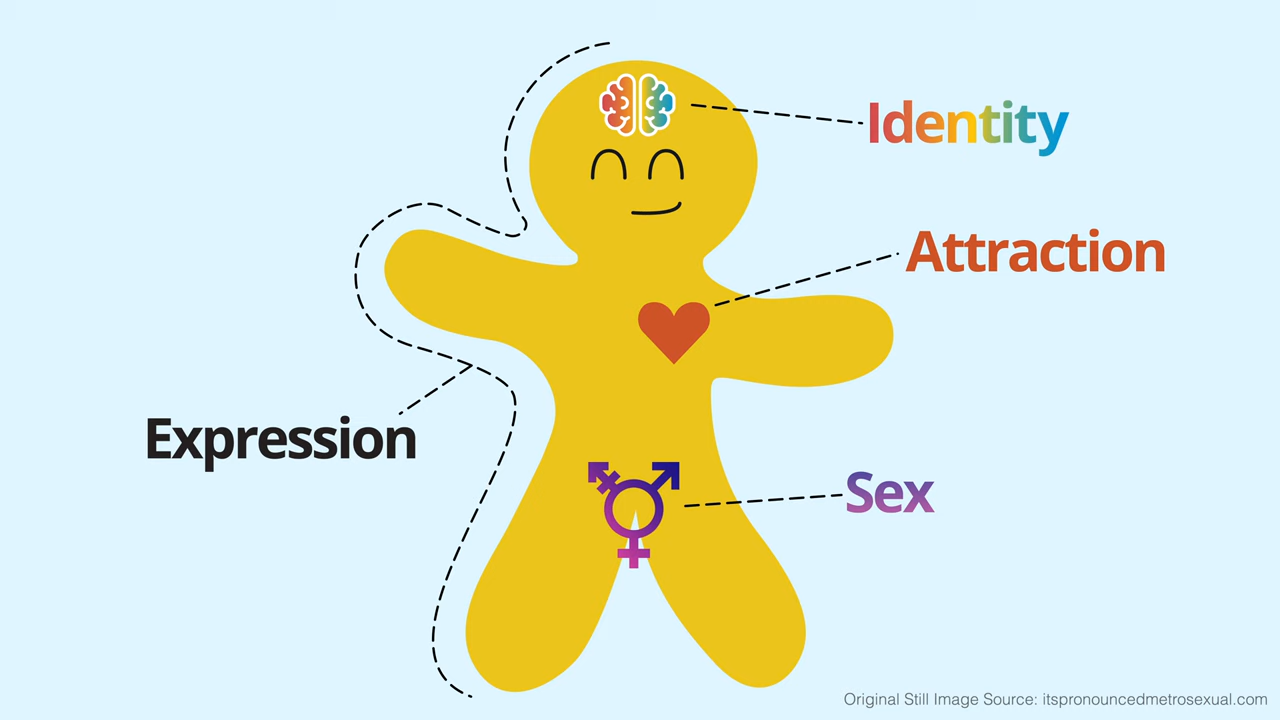 Identity
Attraction
Expression
Sex
Original Still Image Source: itspronouncedmetrosexual.com